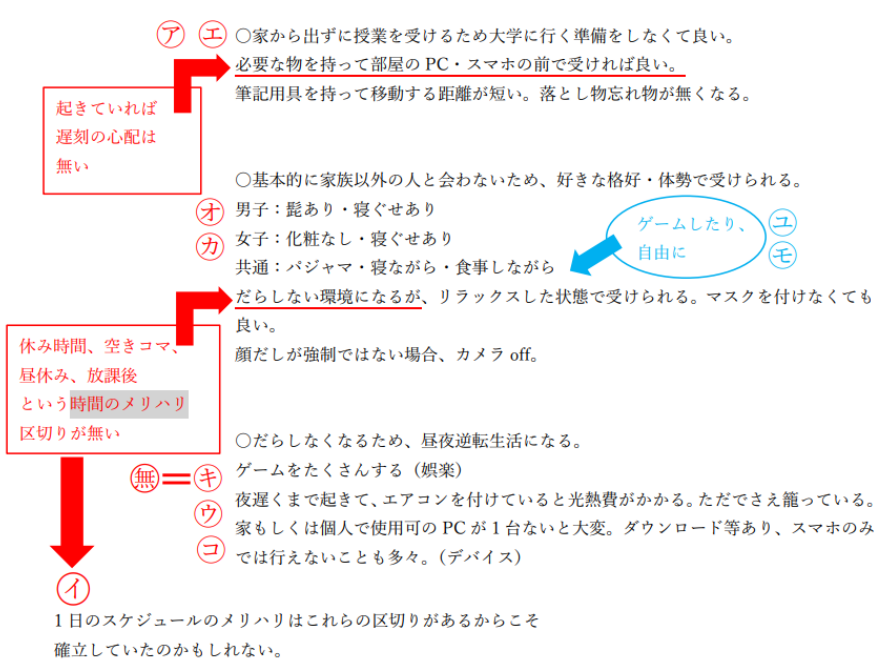 ア エ
○家から出ずに授業を受けるため大学に行く準備をしなくて良い。
必要な物を持って部屋の PC・スマホの前で受ければ良い。
筆記用具を持って移動する距離が短い。落とし物忘れ物が無くなる。
起きていれば
遅刻の心配は
無い
○基本的に家族以外の人と会わないため、好きな格好・体勢で受けられる。
オ
男子：髭あり・寝ぐせあり
カ
女子：化粧なし・寝ぐせあり
共通：パジャマ・寝ながら・食事しながら
ゲームしたり、
自由に
ユ
モ
だらしない環境になるが、リラックスした状態で受けられる。マスクを付けなくても
良い。
顔だしが強制ではない場合、カメラ off。
休み時間、空きコマ、
昼休み、放課後
という時間のメリハリ
区切りが無い
○だらしなくなるため、昼夜逆転生活になる。
無＝キ
ウ
コ
ゲームをたくさんする（娯楽）
夜遅くまで起きて、エアコンを付けていると光熱費がかかる。ただでさえ籠っている。
家もしくは個人で使用可の PC が 1 台ないと大変。ダウンロード等あり、スマホのみ
では行えないことも多々。（デバイス）
イ
1 日のスケジュールのメリハリはこれらの区切りがあるからこそ
確立していたのかもしれない。